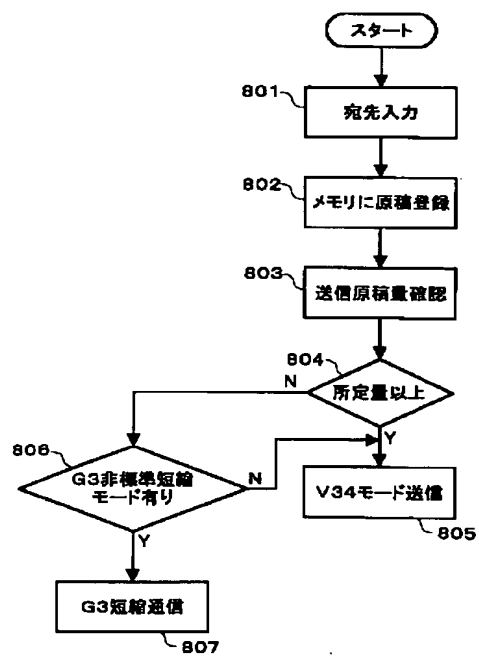 スタート
801
宛先入力
802
メモリに原稿登録
803
送信原稿量確認
804
所定量以上
N
Y
806
G3非標準短縮
モード有り
N
Y
V34モード送信
805
G3短縮通信
807